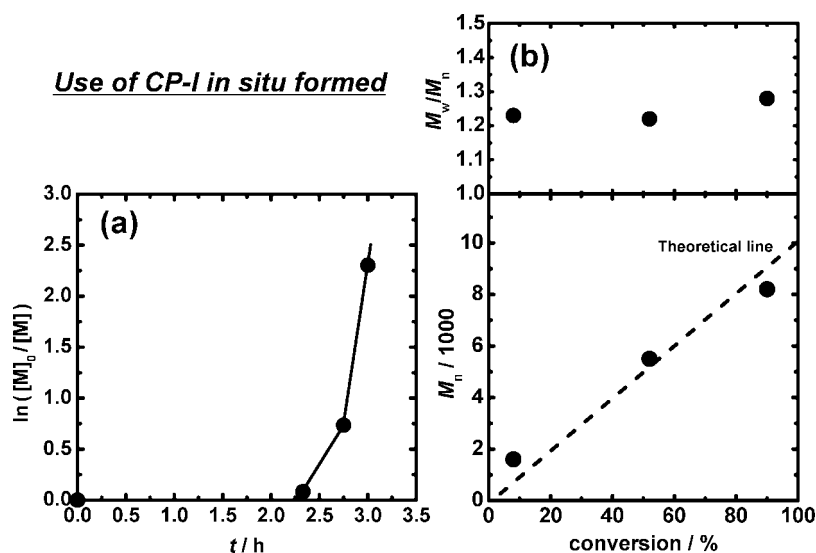 Use of CP-I in situ formed
(a)
ln ( [M]0 / [M] )
3.0
2.5
2.0
1.5
1.0
0.5
0.0
0.0 0.5 1.0 1.5 2.0 2.5 3.0 3.5
t / h
(b)
Mw/Mn
1.5
1.4
1.3
1.2
1.1
1.0
Theoretical line
Mn / 1000
10
8
6
4
2
0
0 20 40 60 80 100
conversion / %